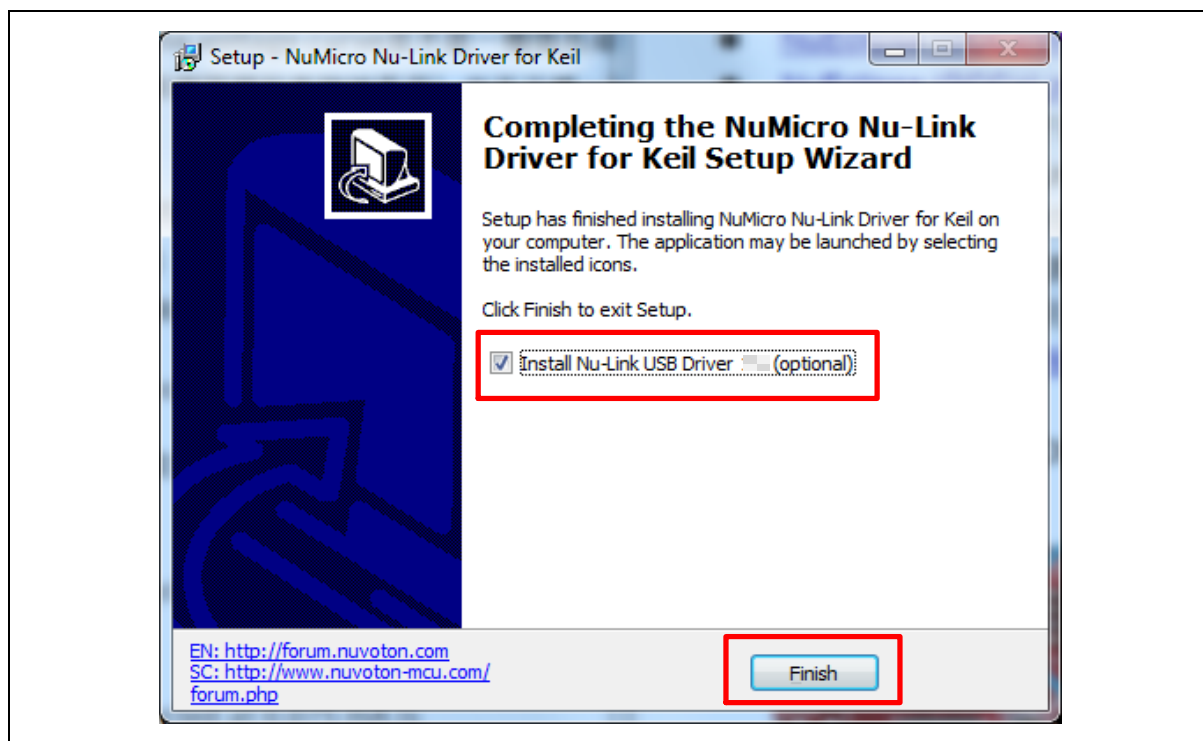 Setup - NuMicro Nu-Link Driver for Keil
Completing the NuMicro Nu-Link
Driver for Keil Setup Wizard
Setup has finished installing NuMicro Nu-Link Driver for Keil on
your computer. The application may be launched by selecting
the installed icons.
Click Finish to exit Setup.
Install Nu-Link USB Driver (optional)
EN: http://forum.nuvoton.com
SC: http://www.nuvoton-mcu.com/
forum.php
Finish